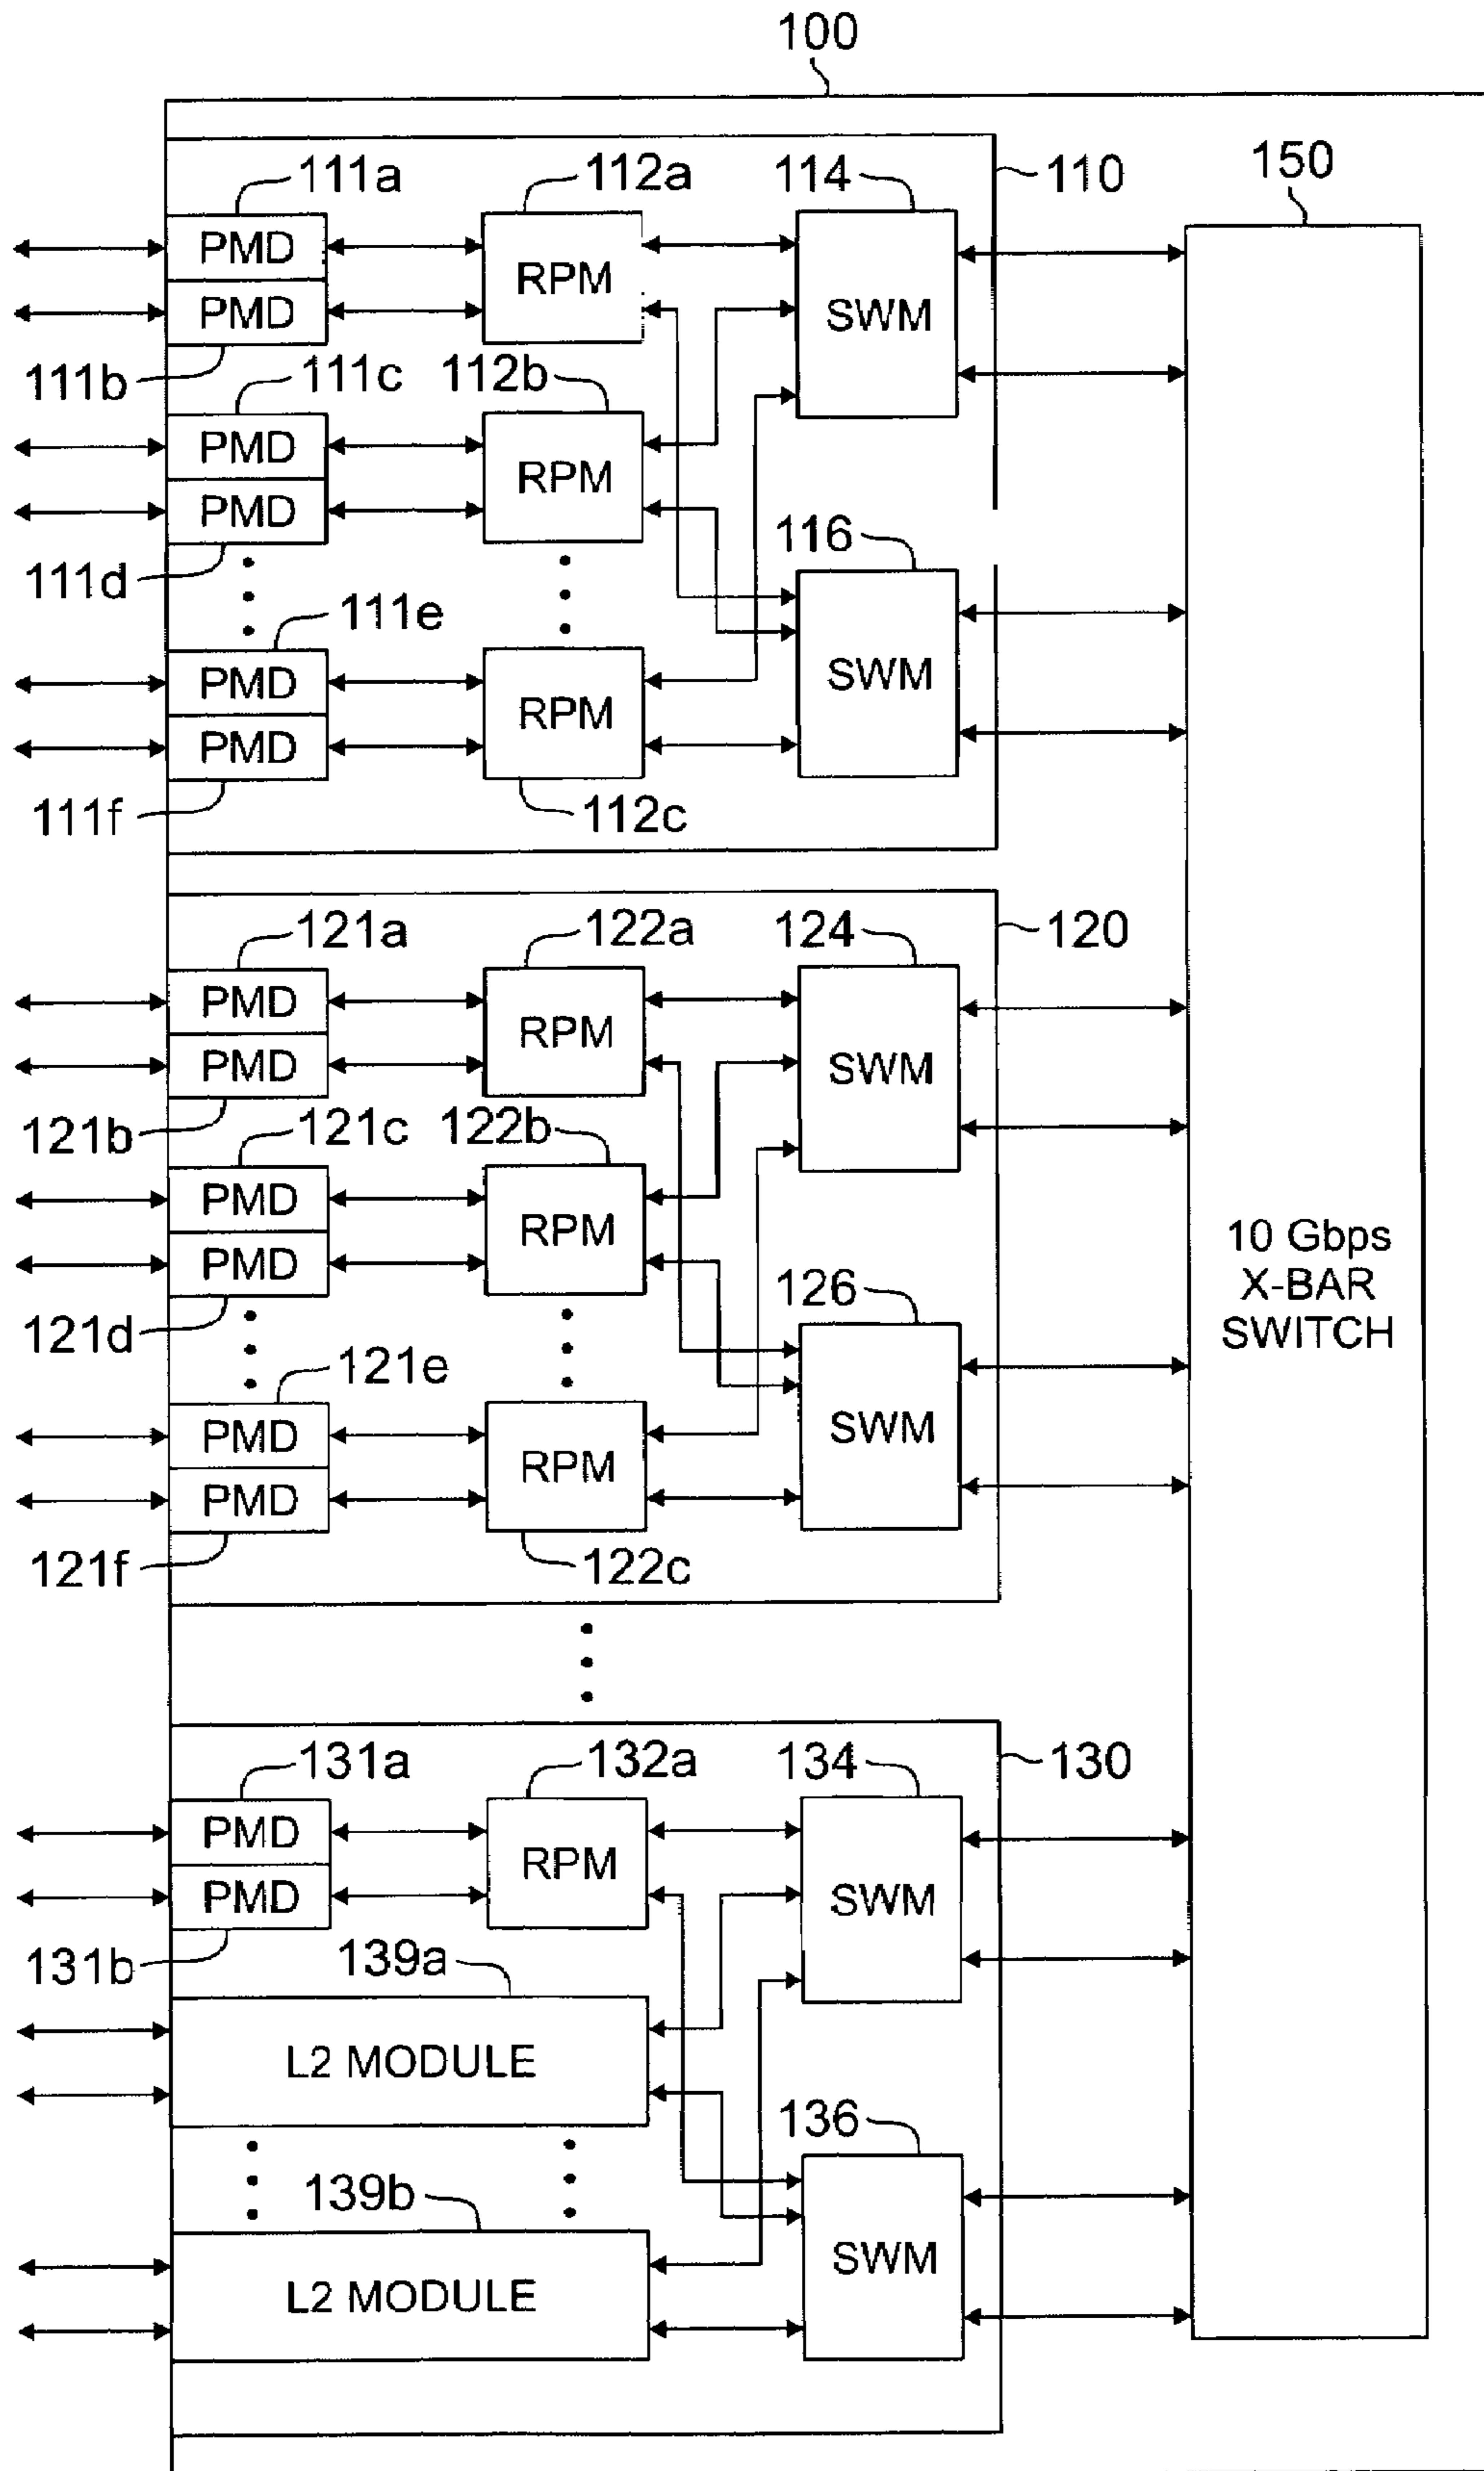 100
150
111a
112a
114
110
PMD
RPM
SWM
PMD
111b
111c
112b
PMD
RPM
PMD
111d
116
111e
SWM
PMD
RPM
PMD
111f
112c
121a
122a
124
120
PMD
RPM
SWM
PMD
121b
121c
122b
PMD
RPM
PMD
121d
126
10 Gbps
X-BAR
SWITCH
121e
SWM
PMD
RPM
PMD
121f
122c
131a
132a
134
130
PMD
RPM
SWM
PMD
131b
139a
L2 MODULE
136
139b
SWM
L2 MODULE